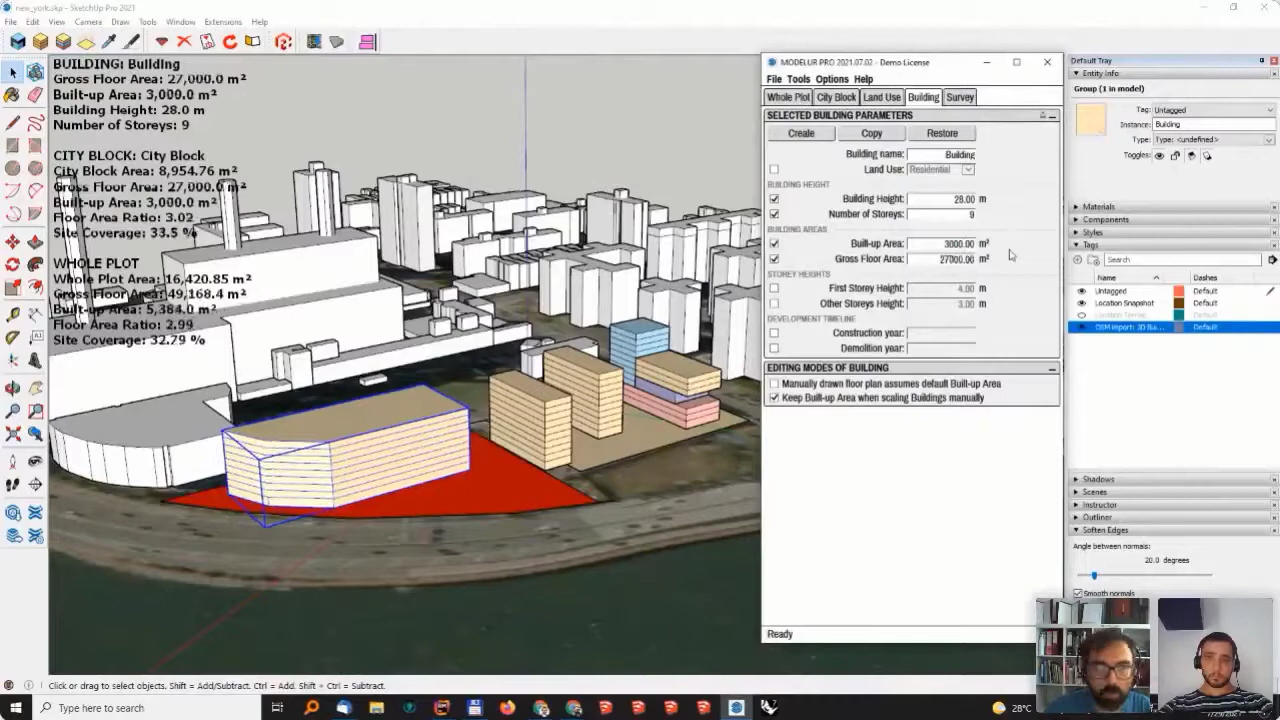 new_york.skp - SketchUp Pro 2021
File Edit View Camera Draw Tools Window Extensions Help
BUILDING: Building
Gross Floor Area: 27,000.0 m²
Built-up Area: 3,000.0 m²
Building Height: 28.0 m
Number of Storeys: 9
CITY BLOCK: City Block
City Block Area: 8,954.76 m²
Gross Floor Area: 27,000.0 m²
Built-up Area: 3,000.0 m²
Floor Area Ratio: 3.02
Site Coverage: 33.5 %
WHOLE PLOT
Whole Plot Area: 16,420.85 m²
Gross Floor Area: 49,168.4 m²
Built-up Area: 5,384.0 m²
Floor Area Ratio: 2.99
Site Coverage: 32.79 %
MODELUR PRO 2021.07.02 - Demo License
File Tools Options Help
Whole Plot City Block Land Use Building Survey
SELECTED BUILDING PARAMETERS
Create Copy Restore
Building name: Building
Land Use: Residential
BUILDING HEIGHT
Building Height: 28.00 m
Number of Storeys: 9
BUILDING AREAS
Built-up Area: 3000.00 m²
Gross Floor Area: 27000.00 m²
STOREY HEIGHTS
First Storey Height: 4.00 m
Other Storeys Height: 3.00 m
DEVELOPMENT TIMELINE
Construction year:
Demolition year:
EDITING MODES OF BUILDING
Manually drawn floor plan assumes default Built-up Area
Keep Built-up Area when scaling Buildings manually
Ready
Default Tray
Entity Info
Group (1 in model)
Tag: Untagged
Instance: Building
Type: Type: <undefined>
Toggles:
Materials
Components
Styles
Tags
Search
Name Dashes
Untagged Default
Location Snapshot Default
Location Terrain Default
OSM import: 3D Bui... Default
Shadows
Scenes
Instructor
Outliner
Soften Edges
Angle between normals:
20.0 degrees
Smooth normals
Click or drag to select objects. Shift = Add/Subtract. Ctrl = Add. Shift + Ctrl = Subtract.
Type here to search
28°C